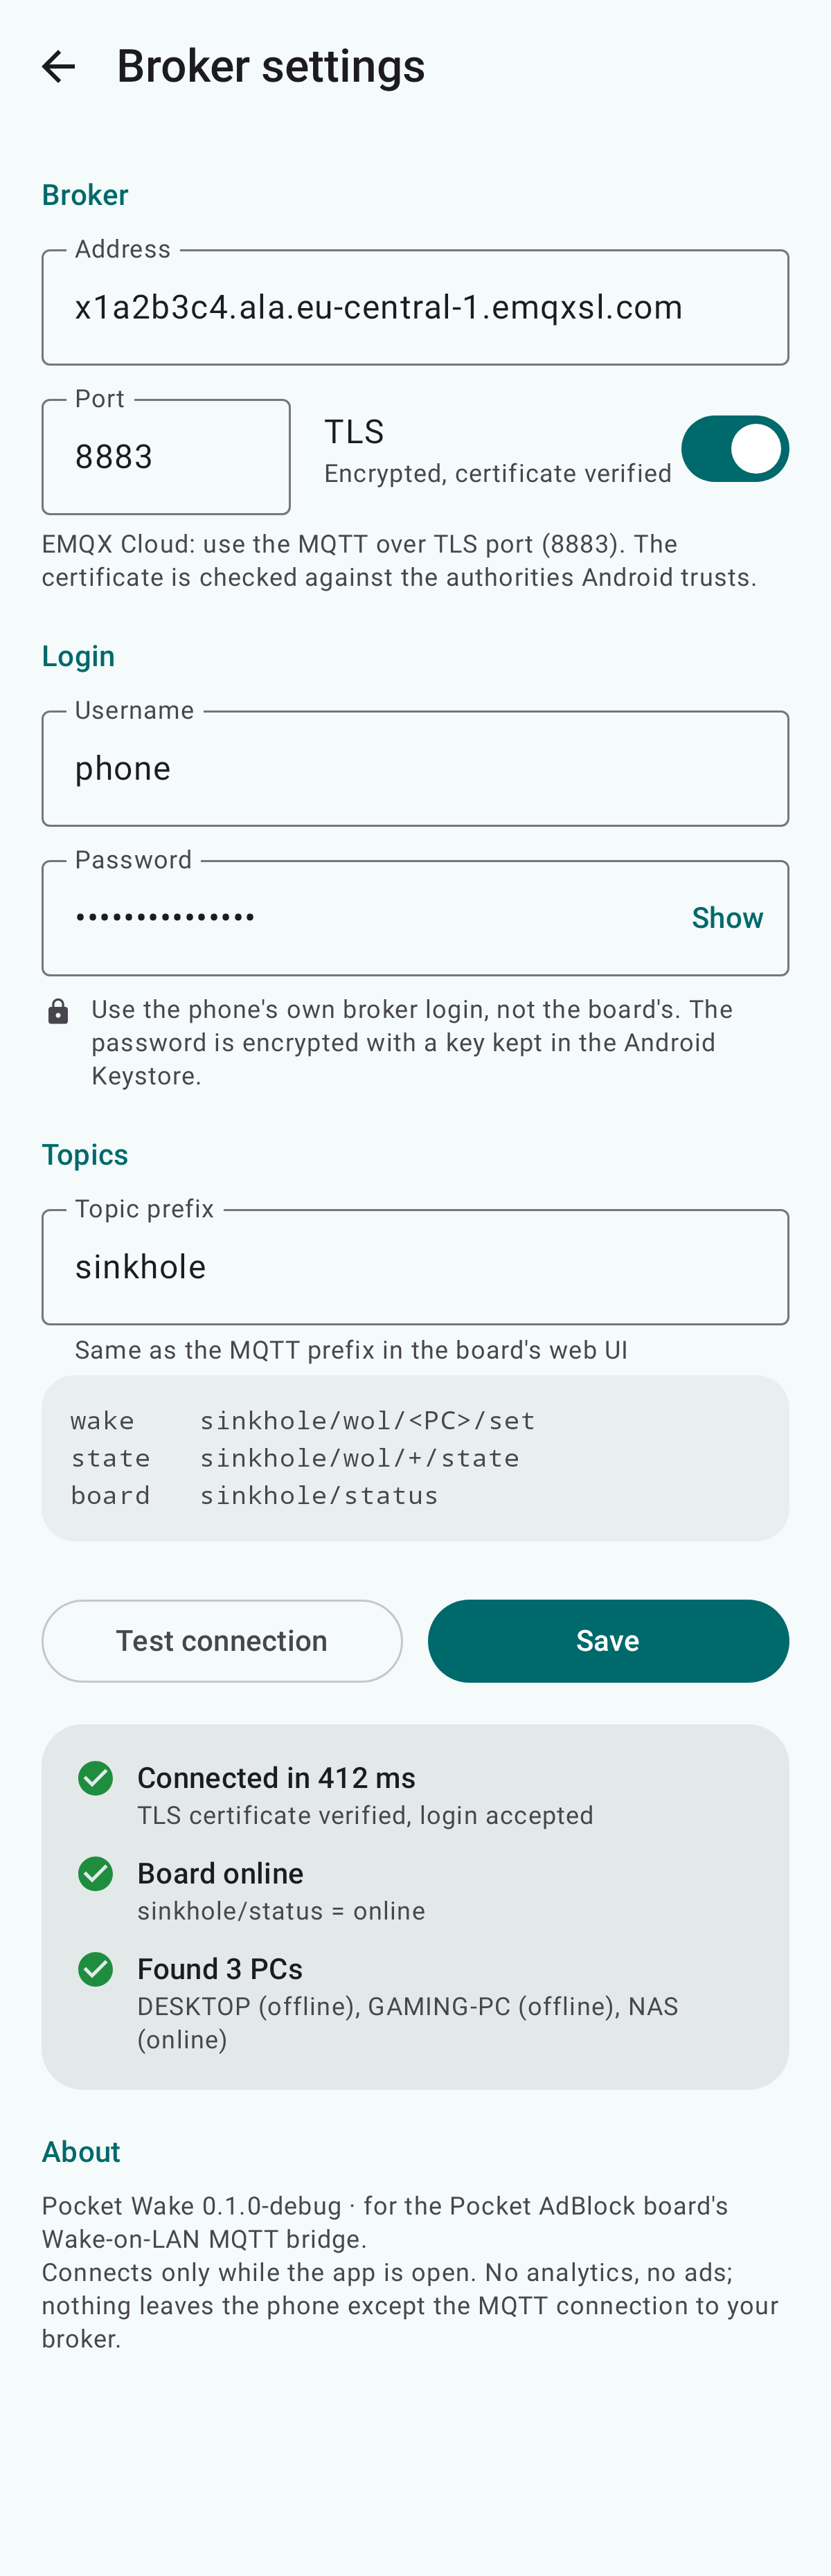 Broker settings
Broker
Address
x1a2b3c4.ala.eu-central-1.emqxsl.com
Port
8883
TLS
Encrypted, certificate verified
EMQX Cloud: use the MQTT over TLS port (8883). The
certificate is checked against the authorities Android trusts.
Login
Username
phone
Password
•••••••••••••••
Show
Use the phone's own broker login, not the board's. The
password is encrypted with a key kept in the Android
Keystore.
Topics
Topic prefix
sinkhole
Same as the MQTT prefix in the board's web UI
wake sinkhole/wol/<PC>/set
state sinkhole/wol/+/state
board sinkhole/status
Test connection
Save
Connected in 412 ms
TLS certificate verified, login accepted
Board online
sinkhole/status = online
Found 3 PCs
DESKTOP (offline), GAMING-PC (offline), NAS
(online)
About
Pocket Wake 0.1.0-debug · for the Pocket AdBlock board's
Wake-on-LAN MQTT bridge.
Connects only while the app is open. No analytics, no ads;
nothing leaves the phone except the MQTT connection to your
broker.